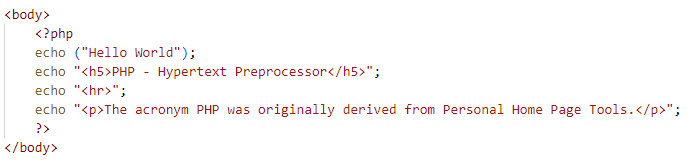 <body>
    <?php
    echo ("Hello World");
    echo "<h5>PHP - Hypertext Preprocessor</h5>";
    echo "<hr>";
    echo "<p>The acronym PHP was originally derived from Personal Home Page Tools.</p>";
    ?>
</body>